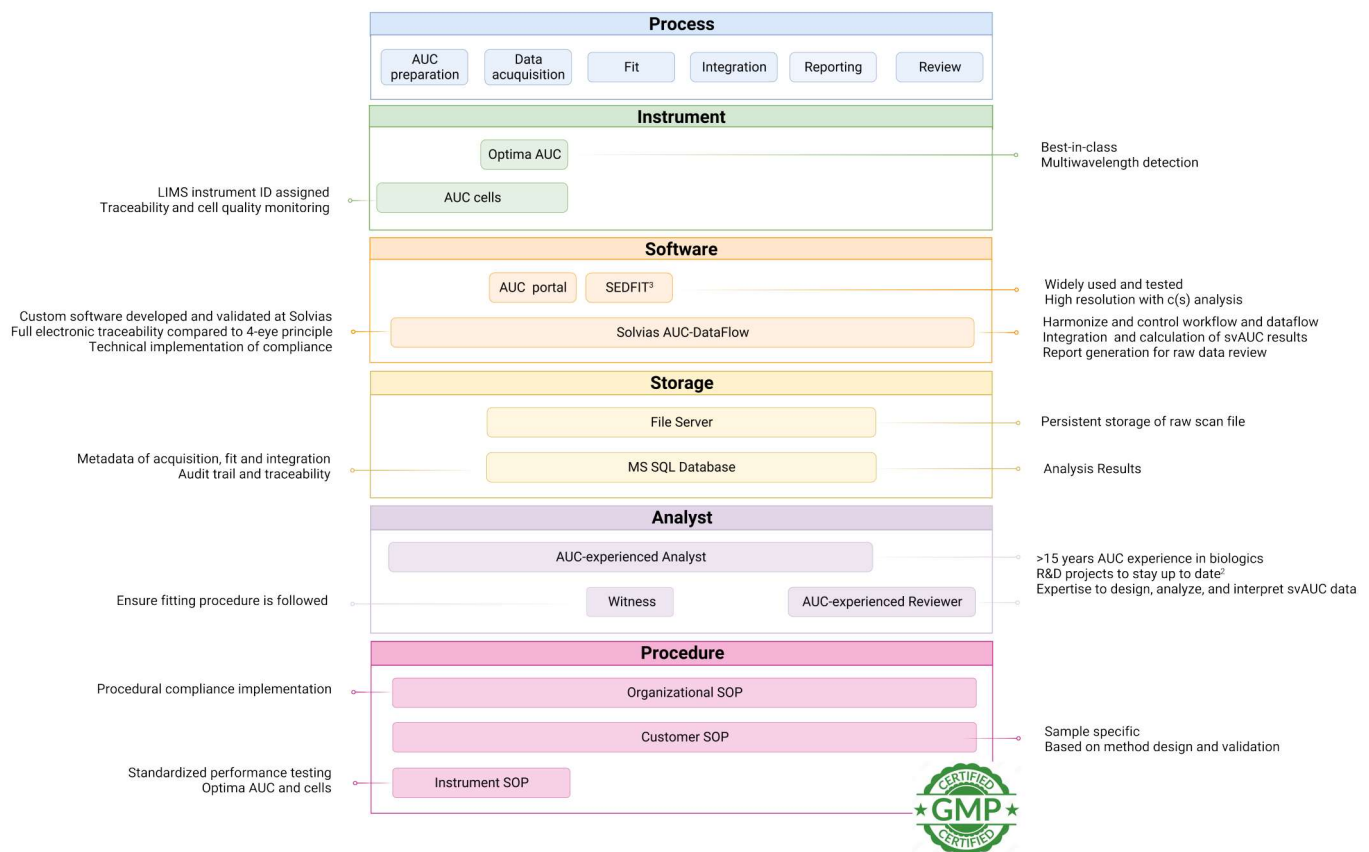 Process
AUC
preparation
Data
acuquisition
Fit
Integration
Reporting
Review
Instrument
Optima AUC
Best-in-class
Multiwavelength detection
LIMS instrument ID assigned
Traceability and cell quality monitoring
AUC cells
Software
AUC portal
SEDFIT³
Widely used and tested
High resolution with c(s) analysis
Custom software developed and validated at Solvias
Full electronic traceability compared to 4-eye principle
Technical implementation of compliance
Solvias AUC-DataFlow
Harmonize and control workflow and dataflow
Integration and calculation of svAUC results
Report generation for raw data review
Storage
File Server
Persistent storage of raw scan file
Metadata of acquisition, fit and integration
Audit trail and traceability
MS SQL Database
Analysis Results
Analyst
AUC-experienced Analyst
>15 years AUC experience in biologics
R&D projects to stay up to date²
Expertise to design, analyze, and interpret svAUC data
Ensure fitting procedure is followed
Witness
AUC-experienced Reviewer
Procedure
Procedural compliance implementation
Organizational SOP
Customer SOP
Sample specific
Based on method design and validation
Standardized performance testing
Optima AUC and cells
Instrument SOP
CERTIFIED
GMP
CERTIFIED